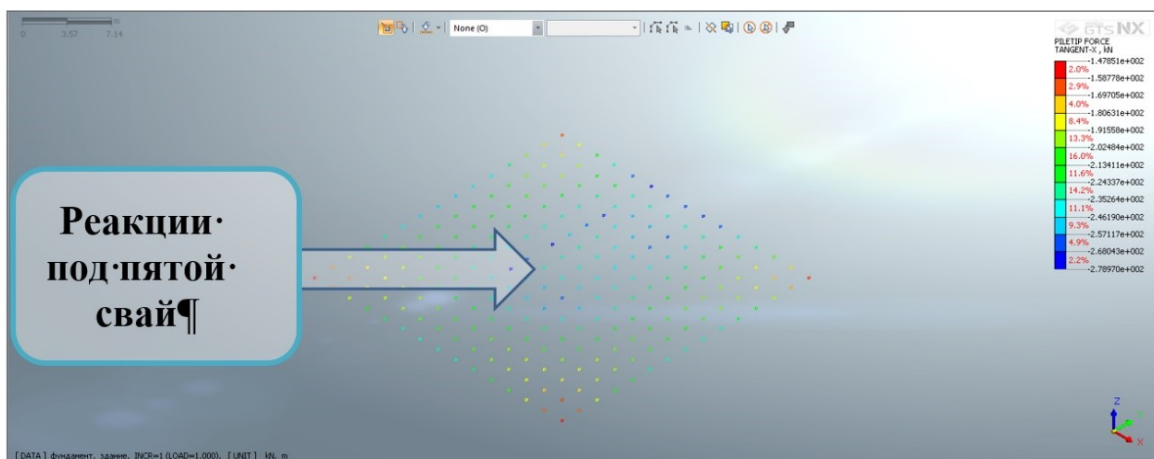 m
0 3.57 7.14
None (O)
GTS NX
PILETIP FORCE
TANGENT-X , kN
-1.47851e+002
2.0%
-1.58778e+002
2.9%
-1.69705e+002
4.0%
-1.80631e+002
8.4%
-1.91558e+002
13.3%
-2.02484e+002
16.0%
-2.13411e+002
11.6%
-2.24337e+002
14.2%
-2.35264e+002
11.1%
-2.46190e+002
9.3%
-2.57117e+002
4.9%
-2.68043e+002
2.2%
-2.78970e+002
Реакции·
под·пятой·
свай¶
Z
Y
X
[ DATA ] фундамент, здание, INCR=1 (LOAD=1.000), [ UNIT ] kN, m